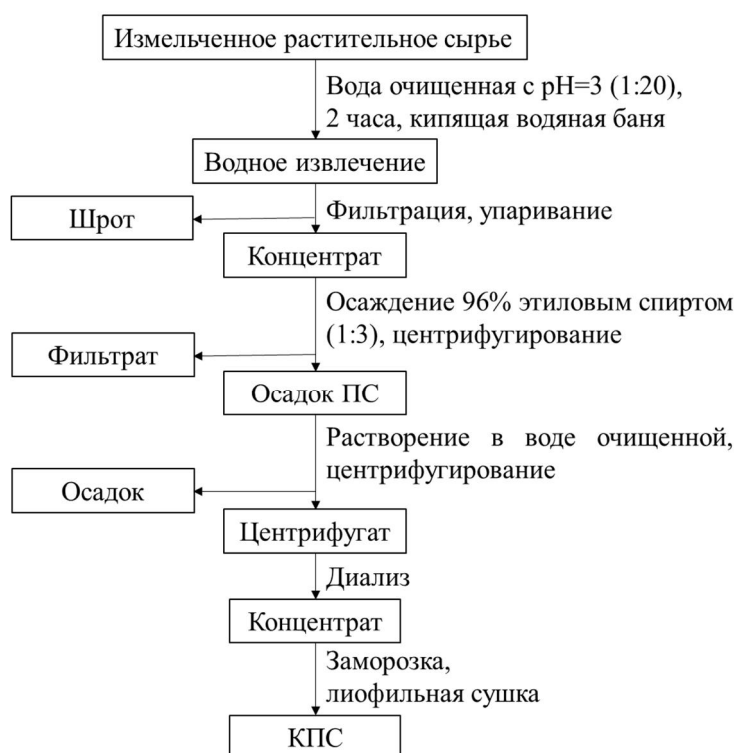 Измельченное растительное сырье
Вода очищенная с pH=3 (1:20),
2 часа, кипящая водяная баня
Водное извлечение
Шрот
Фильтрация, упаривание
Концентрат
Осаждение 96% этиловым спиртом
(1:3), центрифугирование
Фильтрат
Осадок ПС
Растворение в воде очищенной,
центрифугирование
Осадок
Центрифугат
Диализ
Концентрат
Заморозка,
лиофильная сушка
КПС